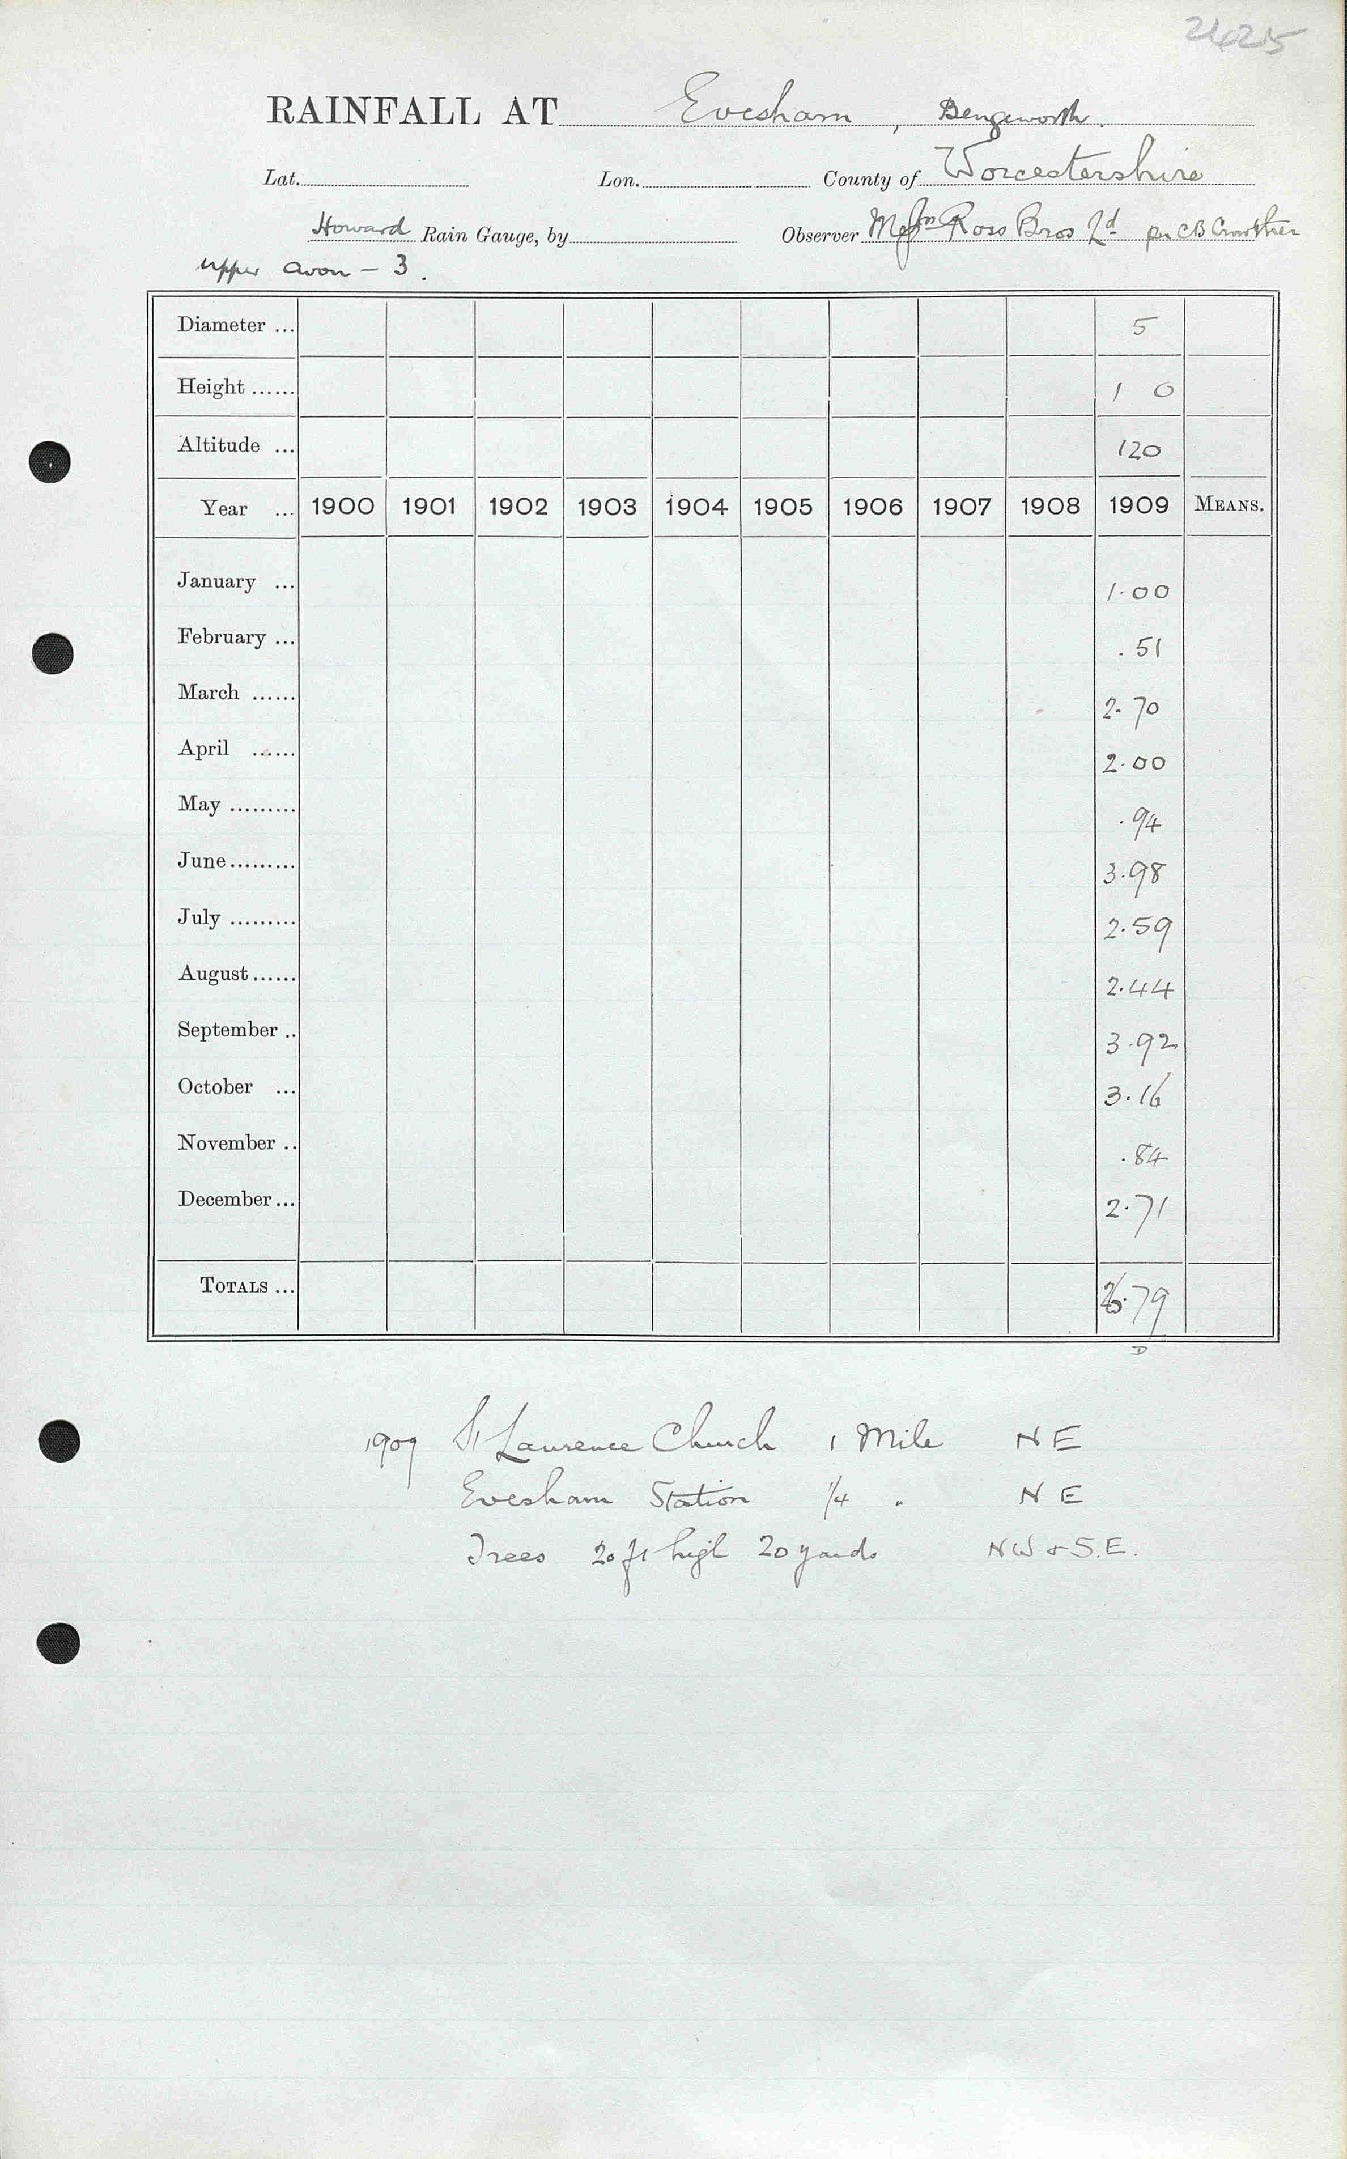 2425
RAINFALL AT Evesham, Bengeworth.
Lat. Lon. County of Worcestershire
Howard Rain Gauge, by Observer Messrs Ross Bros Ld per C B Crowther
Upper Avon - 3.
Diameter ... 5
Height ...... 1 0
Altitude ... 120
Year ... 1900 1901 1902 1903 1904 1905 1906 1907 1908 1909 MEANS.
January ... 1.00
February ... .51
March ...... 2.70
April ...... 2.00
May ......... .94
June ......... 3.98
July ......... 2.59
August ...... 2.44
September .. 3.92
October ... 3.16
November .. .84
December ... 2.71
TOTALS ... 26.79
D
1909 St Laurence Church 1 Mile NE
Evesham Station 1/4 " NE
Trees 20 ft high 20 yards NW & S.E.